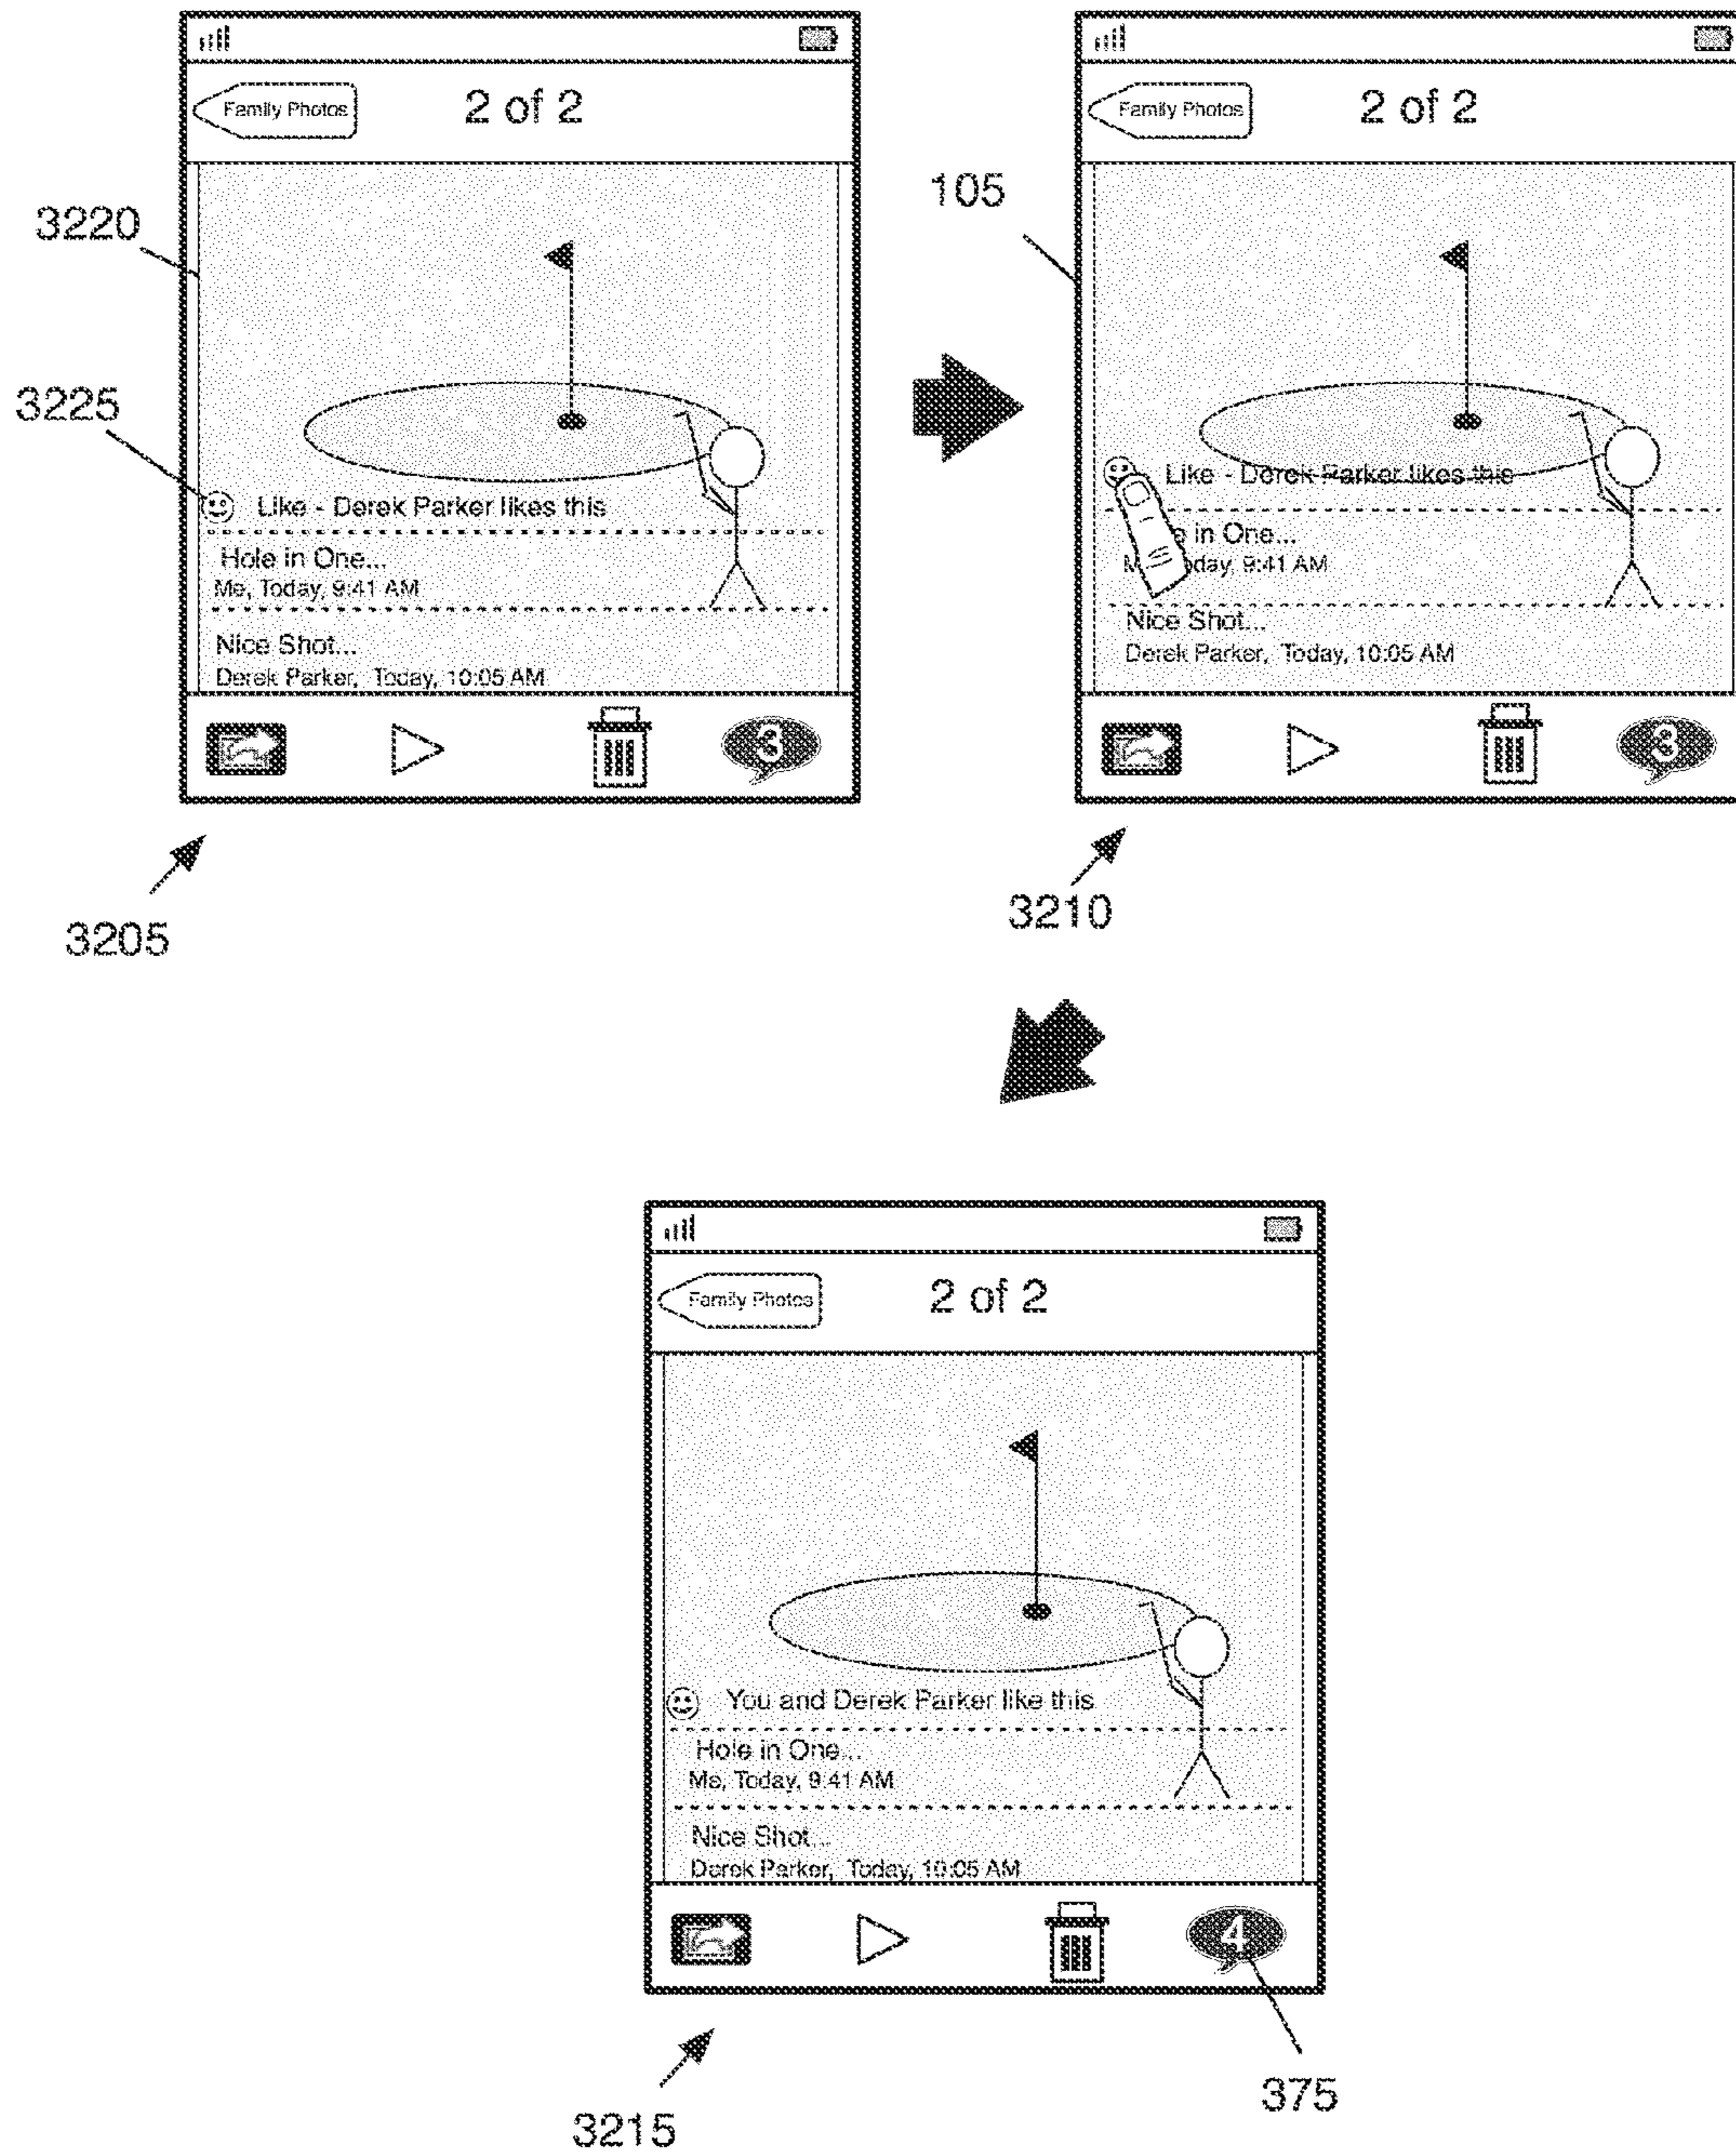 Family Photos 2 of 2
3220
3225
Like - Derek Parker likes this
Hole in One...
Me, Today, 9:41 AM
Nice Shot...
Derek Parker, Today, 10:05 AM
3
3205
Family Photos 2 of 2
105
Like - Derek Parker likes this
e in One...
M oday, 9:41 AM
Nice Shot...
Derek Parker, Today, 10:05 AM
3
3210
Family Photos 2 of 2
You and Derek Parker like this
Hole in One...
Me, Today, 9:41 AM
Nice Shot...
Derek Parker, Today, 10:05 AM
4
375
3215